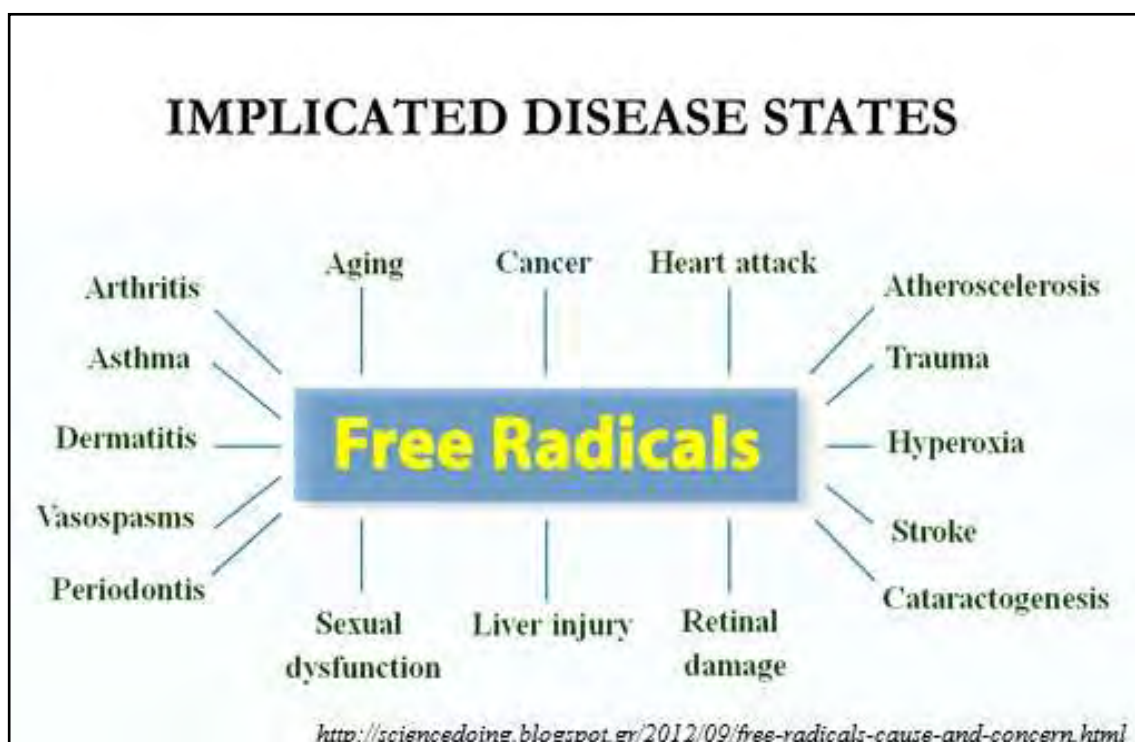 IMPLICATED DISEASE STATES
Aging
Cancer
Heart attack
Arthritis
Asthma
Dermatitis
Vasospasms
Periodontis
Free Radicals
Atheroscelerosis
Trauma
Hyperoxia
Stroke
Cataractogenesis
Sexual
dysfunction
Liver injury
Retinal
damage
http://sciencedoing.blogspot.gr/2012/09/free-radicals-cause-and-concern.html